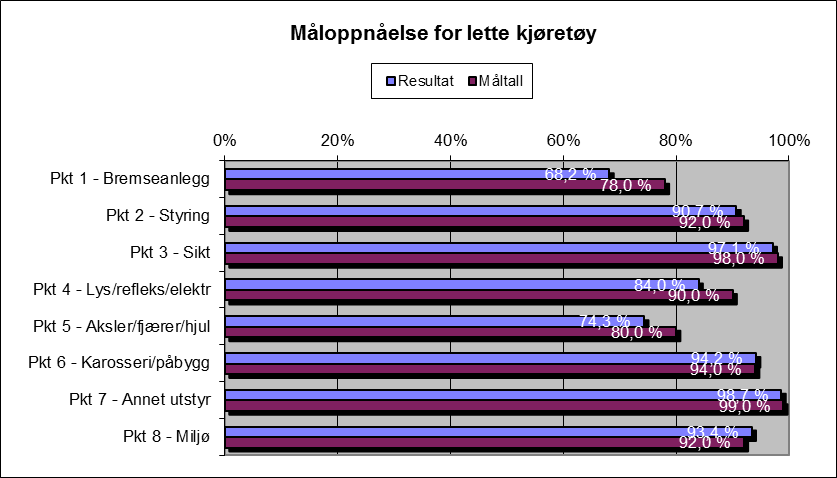 Måloppnåelse for lette kjøretøy
Resultat Måltall
0% 20% 40% 60% 80% 100%
Pkt 1 - Bremseanlegg 68,2 %
78,0 %
Pkt 2 - Styring 90,7 %
92,0 %
Pkt 3 - Sikt 97,1 %
98,0 %
Pkt 4 - Lys/refleks/elektr 84,0 %
90,0 %
Pkt 5 - Aksler/fjærer/hjul 74,3 %
80,0 %
Pkt 6 - Karosseri/påbygg 94,2 %
94,0 %
Pkt 7 - Annet utstyr 98,7 %
99,0 %
Pkt 8 - Miljø 93,4 %
92,0 %